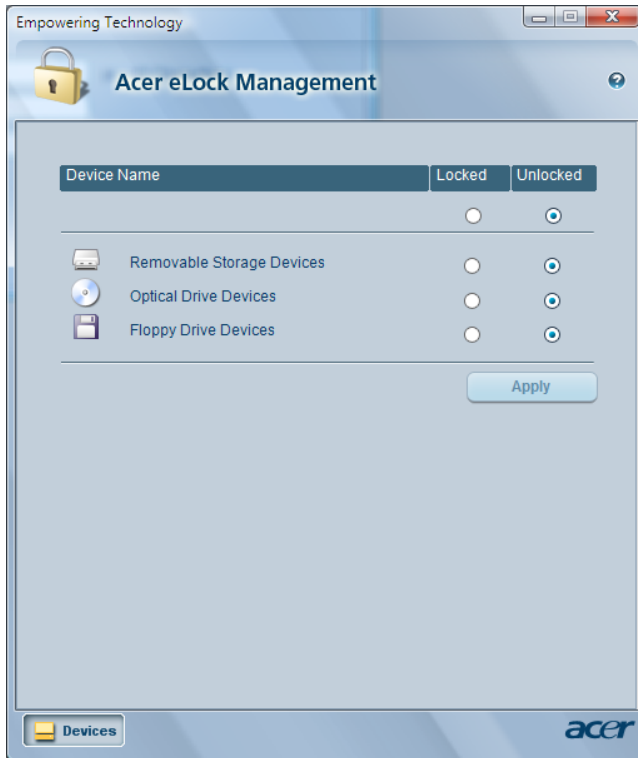 Empowering Technology
Acer eLock Management
Device Name Locked Unlocked
Removable Storage Devices
Optical Drive Devices
Floppy Drive Devices
Apply
Devices acer